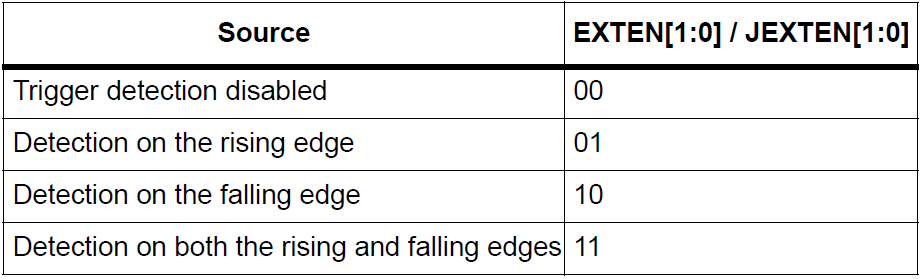 Source EXTEN[1:0] / JEXTEN[1:0]
Trigger detection disabled 00
Detection on the rising edge 01
Detection on the falling edge 10
Detection on both the rising and falling edges 11